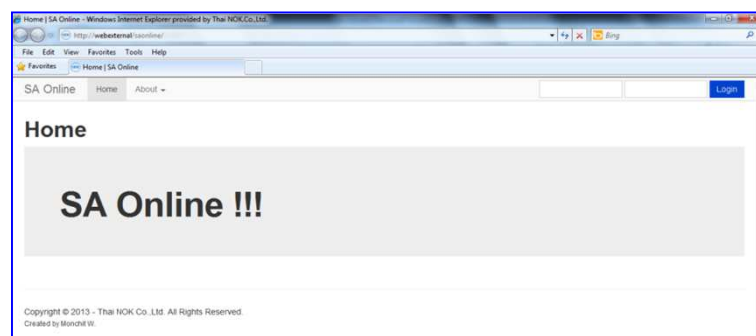 Home | SA Online - Windows Internet Explorer provided by Thai NOK.Co.,Ltd.
http://webexternal/saonline/
Bing
File Edit View Favorites Tools Help
Favorites Home | SA Online
SA Online Home About Login
Home
SA Online !!!
Copyright © 2013 - Thai NOK Co.,Ltd. All Rights Reserved.
Created by Monchit W.